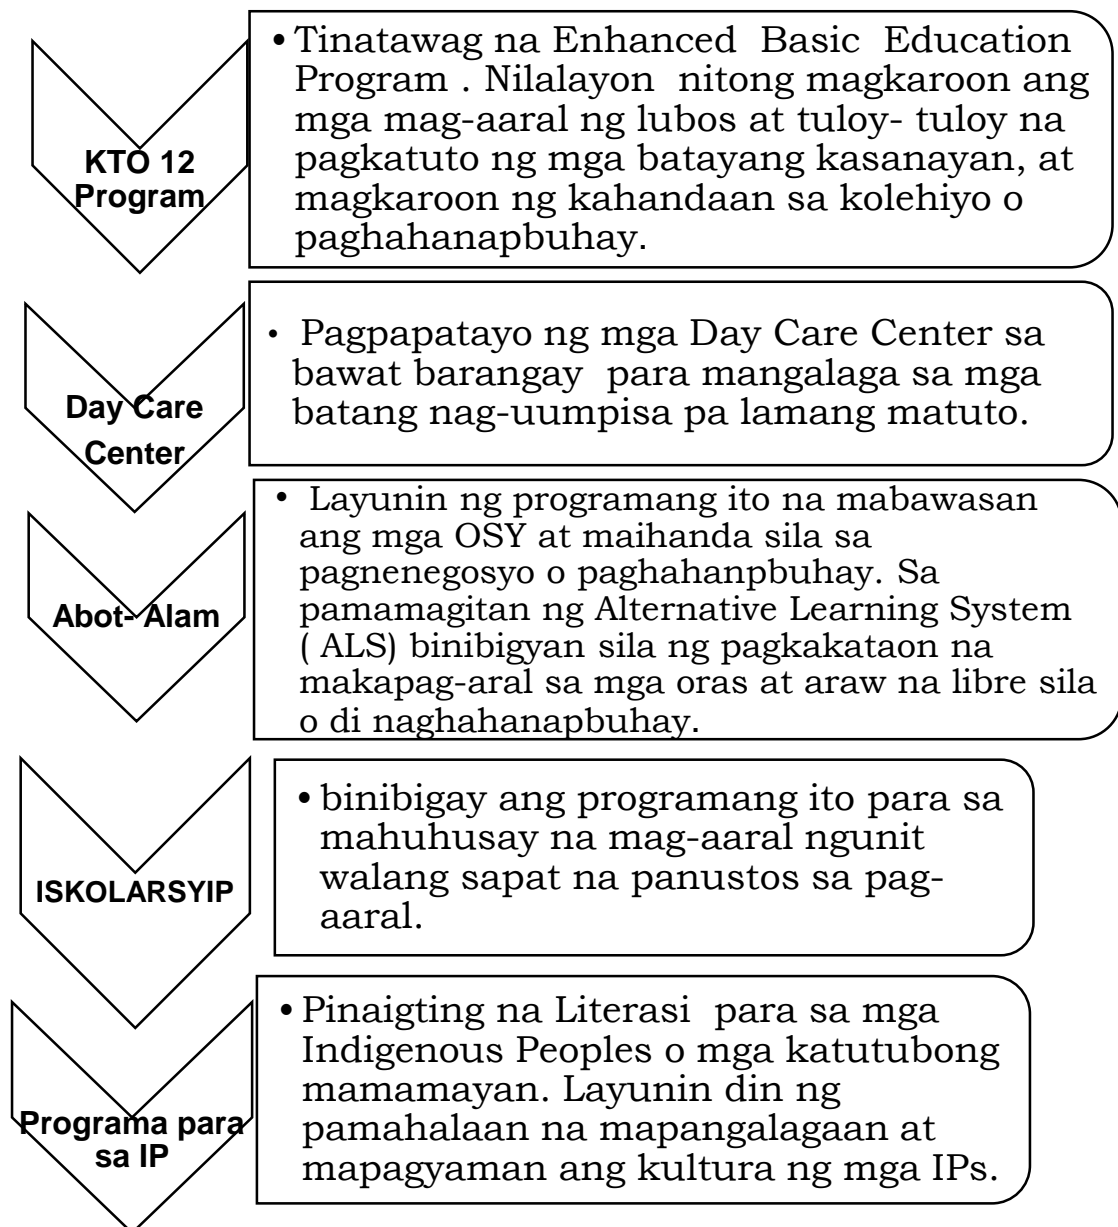 KTO 12
Program
• Tinatawag na Enhanced Basic Education
Program . Nilalayon nitong magkaroon ang
mga mag-aaral ng lubos at tuloy- tuloy na
pagkatuto ng mga batayang kasanayan, at
magkaroon ng kahandaan sa kolehiyo o
paghahanapbuhay.
Day Care
Center
• Pagpapatayo ng mga Day Care Center sa
bawat barangay para mangalaga sa mga
batang nag-uumpisa pa lamang matuto.
Abot- Alam
• Layunin ng programang ito na mabawasan
ang mga OSY at maihanda sila sa
pagnenegosyo o paghahanpbuhay. Sa
pamamagitan ng Alternative Learning System
( ALS) binibigyan sila ng pagkakataon na
makapag-aral sa mga oras at araw na libre sila
o di naghahanapbuhay.
ISKOLARSYIP
• binibigay ang programang ito para sa
mahuhusay na mag-aaral ngunit
walang sapat na panustos sa pag-
aaral.
Programa para
sa IP
• Pinaigting na Literasi para sa mga
Indigenous Peoples o mga katutubong
mamamayan. Layunin din ng
pamahalaan na mapangalagaan at
mapagyaman ang kultura ng mga IPs.